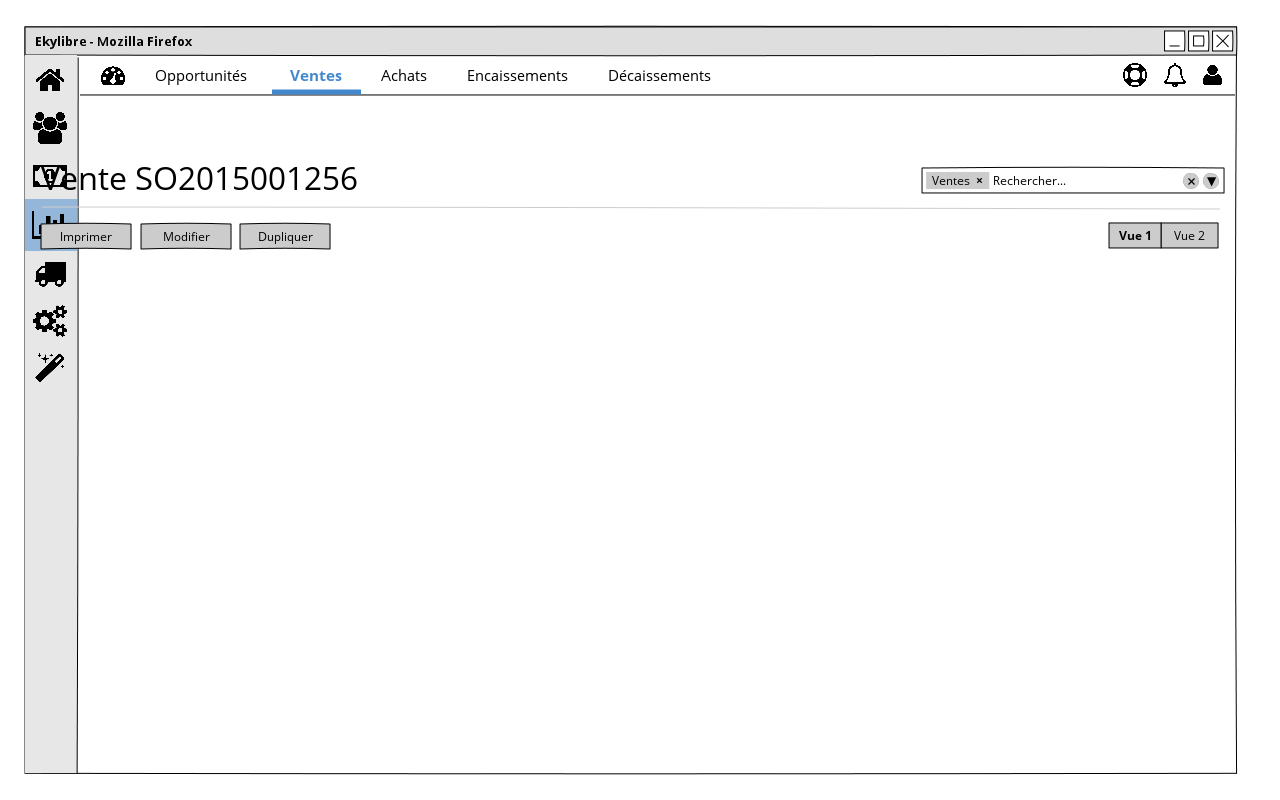 Ekylibre - Mozilla Firefox
Opportunités Ventes Achats Encaissements Décaissements
Vente SO2015001256
Ventes × Rechercher...
Imprimer Modifier Dupliquer Vue 1 Vue 2